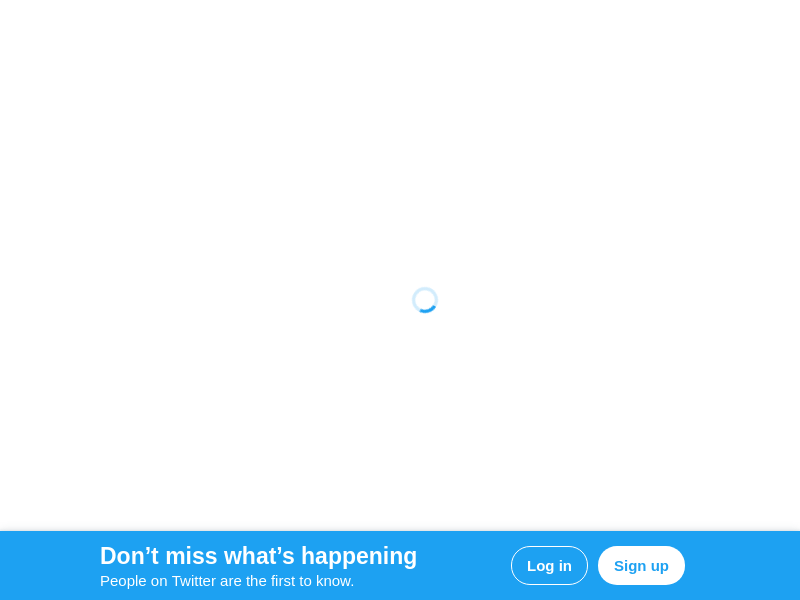 Don’t miss what’s happening
People on Twitter are the first to know.
Log in
Sign up